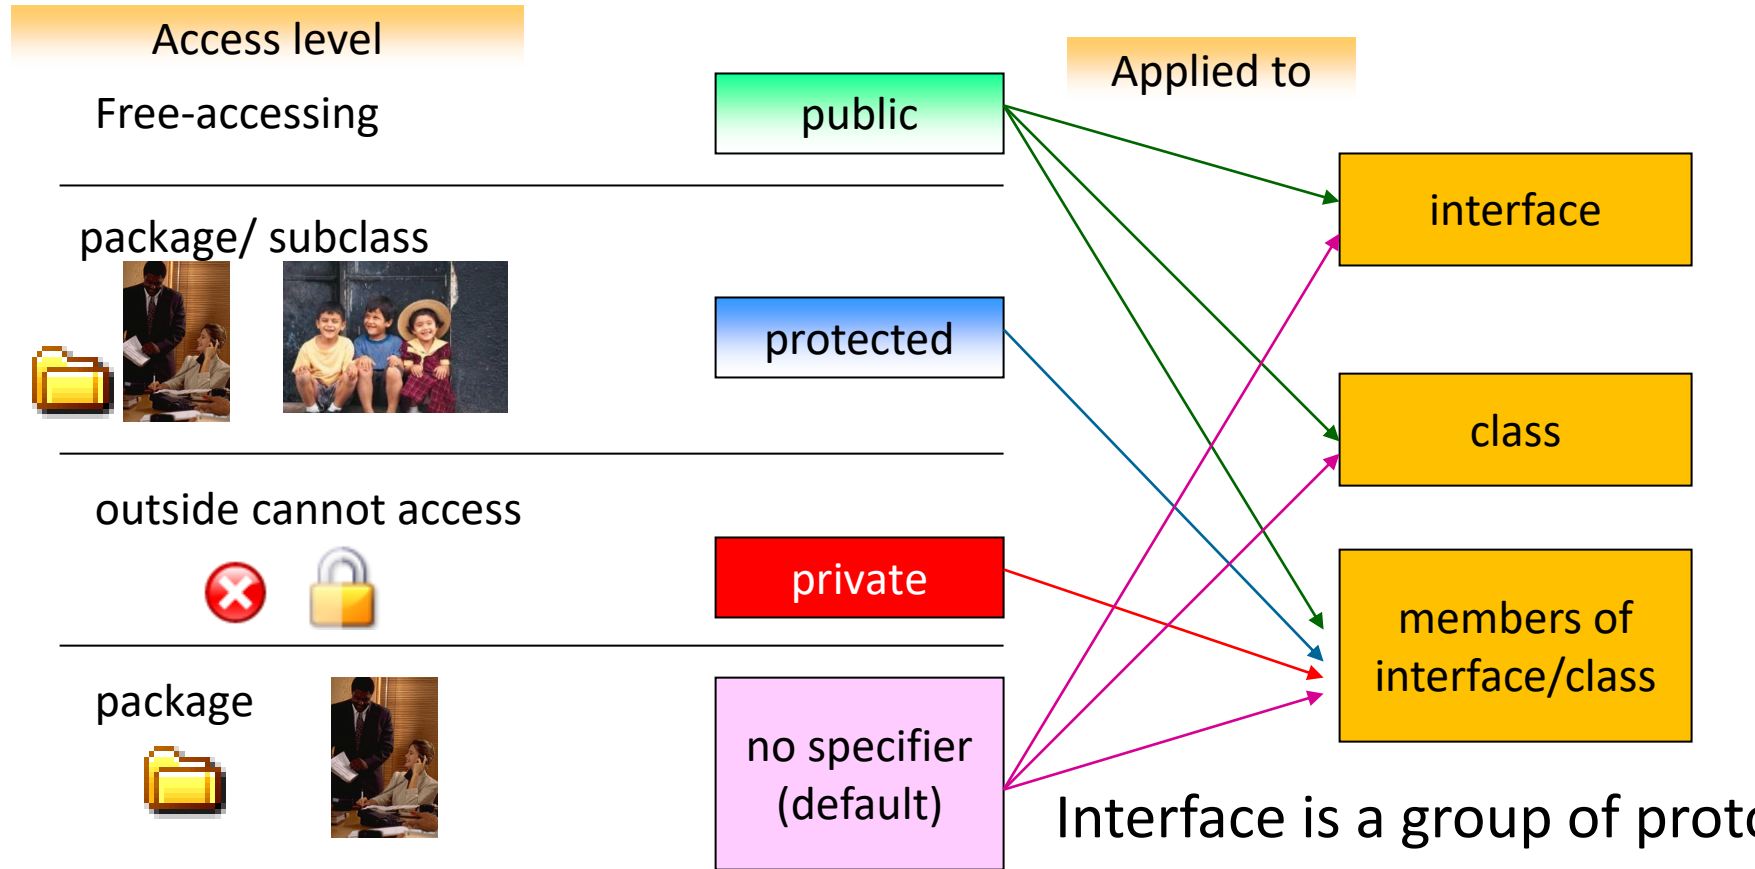 Access level
Applied to
Free-accessing
public
interface
package/ subclass
protected
class
outside cannot access
private
members of
interface/class
package
no specifier
(default)
Interface is a group of